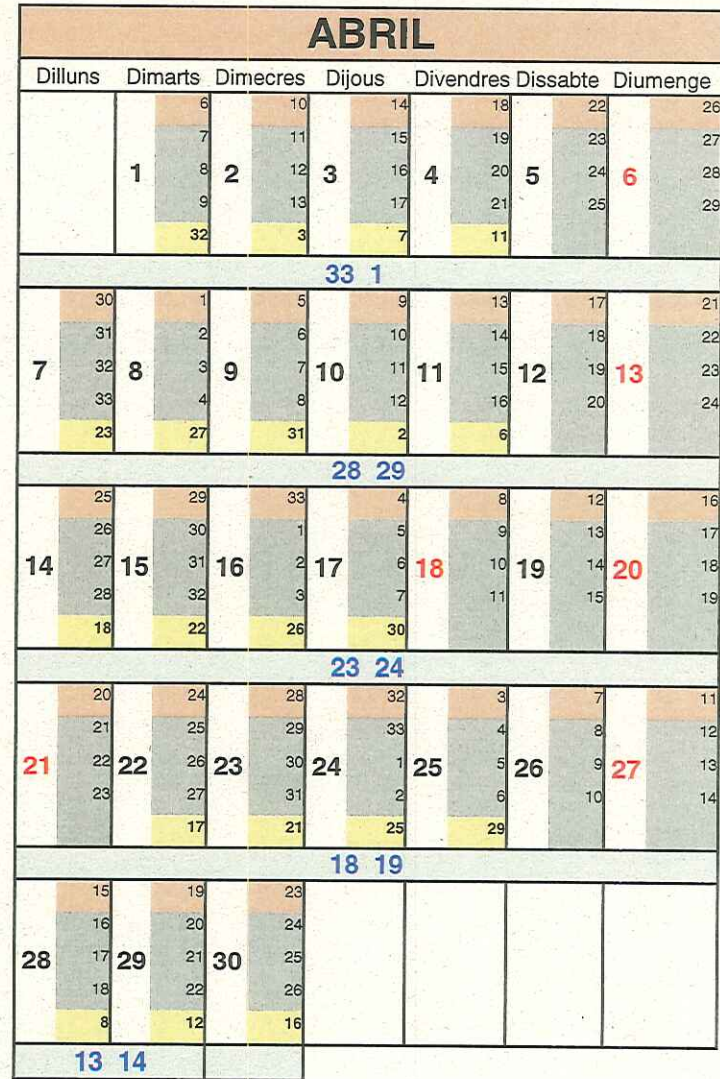 ABRIL
Dilluns Dimarts Dimecres Dijous Divendres Dissabte Diumenge
6 10 14 18 22 26
7 11 15 19 23 27
1 8 2 12 3 16 4 20 5 24 6 28
9 13 17 21 25 29
32 3 7 11
33 1
30 1 5 9 13 17 21
31 2 6 10 14 18 22
7 32 8 3 9 7 10 11 11 15 12 19 13 23
33 4 8 12 16 20 24
23 27 31 2 6
28 29
25 29 33 4 8 12 16
26 30 1 5 9 13 17
14 27 15 31 16 2 17 6 18 10 19 14 20 18
28 32 3 7 11 15 19
18 22 26 30
23 24
20 24 28 32 3 7 11
21 25 29 33 4 8 12
21 22 22 26 23 30 24 1 25 5 26 9 27 13
23 27 31 2 6 10 14
17 21 25 29
18 19
15 19 23
16 20 24
28 17 29 21 30 25
18 22 26
8 12 16
13 14